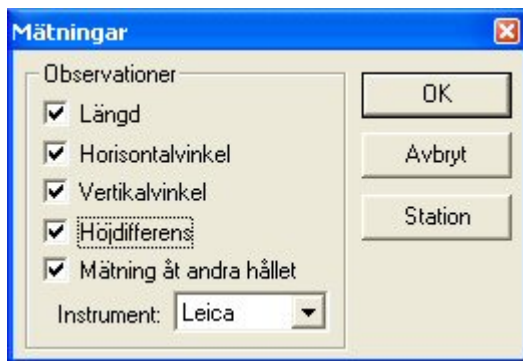 Mätningar
Observationer
Längd
Horisontalvinkel
Vertikalvinkel
Höjdifferens
Mätning åt andra hållet
Instrument: Leica
OK
Avbryt
Station